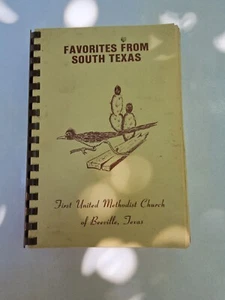 FAVORITES FROM
SOUTH TEXAS
First United Methodist Church
of Beeville, Texas